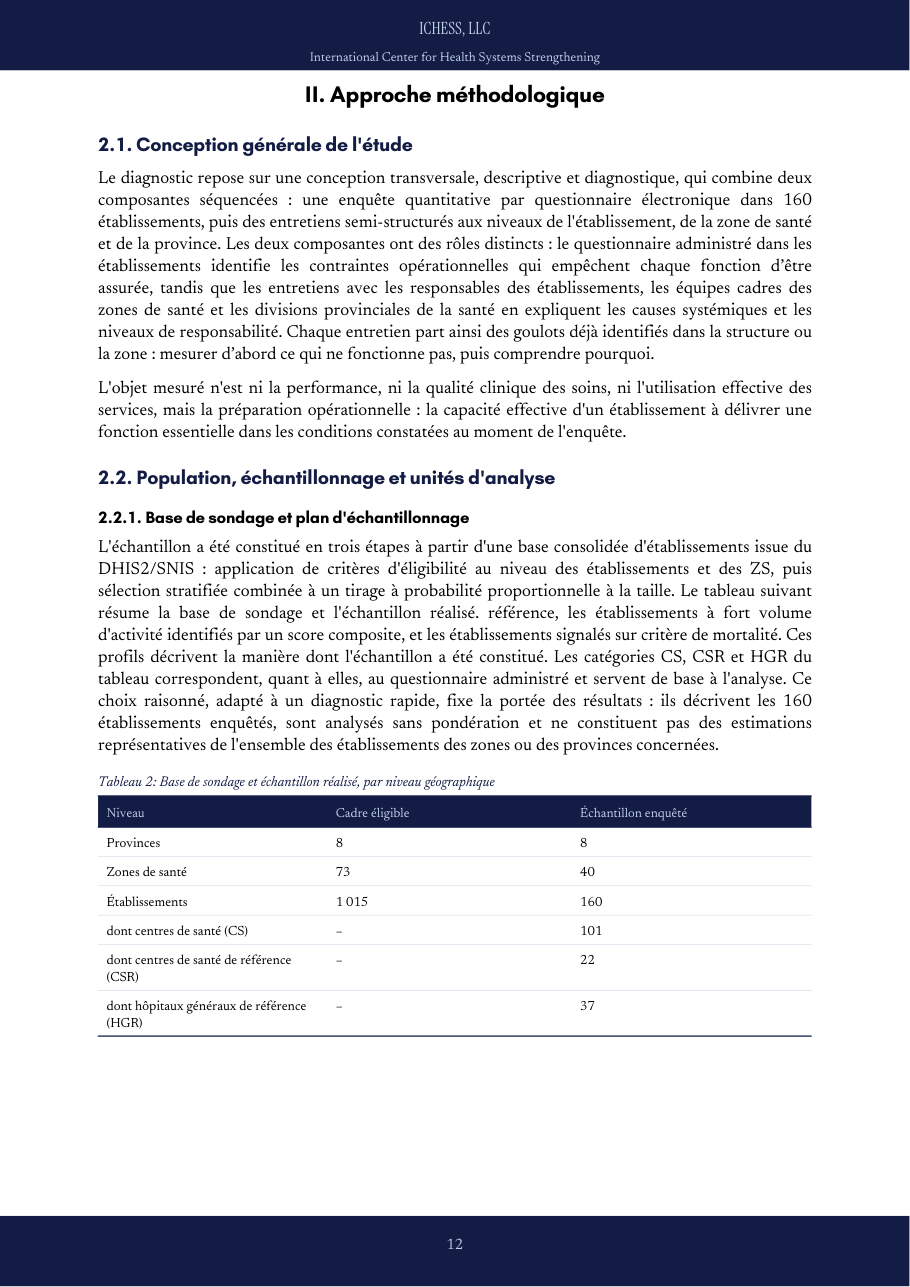 ICHESS, LLC
International Center for Health Systems Strengthening
II. Approche méthodologique
2.1. Conception générale de l'étude
Le diagnostic repose sur une conception transversale, descriptive et diagnostique, qui combine deux
composantes séquencées : une enquête quantitative par questionnaire électronique dans 160
établissements, puis des entretiens semi-structurés aux niveaux de l'établissement, de la zone de santé
et de la province. Les deux composantes ont des rôles distincts : le questionnaire administré dans les
établissements identifie les contraintes opérationnelles qui empêchent chaque fonction d’être
assurée, tandis que les entretiens avec les responsables des établissements, les équipes cadres des
zones de santé et les divisions provinciales de la santé en expliquent les causes systémiques et les
niveaux de responsabilité. Chaque entretien part ainsi des goulots déjà identifiés dans la structure ou
la zone : mesurer d’abord ce qui ne fonctionne pas, puis comprendre pourquoi.
L'objet mesuré n'est ni la performance, ni la qualité clinique des soins, ni l'utilisation effective des
services, mais la préparation opérationnelle : la capacité effective d'un établissement à délivrer une
fonction essentielle dans les conditions constatées au moment de l'enquête.
2.2. Population, échantillonnage et unités d'analyse
2.2.1. Base de sondage et plan d'échantillonnage
L'échantillon a été constitué en trois étapes à partir d'une base consolidée d'établissements issue du
DHIS2/SNIS : application de critères d'éligibilité au niveau des établissements et des ZS, puis
sélection stratifiée combinée à un tirage à probabilité proportionnelle à la taille. Le tableau suivant
résume la base de sondage et l'échantillon réalisé. référence, les établissements à fort volume
d'activité identifiés par un score composite, et les établissements signalés sur critère de mortalité. Ces
profils décrivent la manière dont l'échantillon a été constitué. Les catégories CS, CSR et HGR du
tableau correspondent, quant à elles, au questionnaire administré et servent de base à l'analyse. Ce
choix raisonné, adapté à un diagnostic rapide, fixe la portée des résultats : ils décrivent les 160
établissements enquêtés, sont analysés sans pondération et ne constituent pas des estimations
représentatives de l'ensemble des établissements des zones ou des provinces concernées.
Tableau 2: Base de sondage et échantillon réalisé, par niveau géographique
Niveau Cadre éligible Échantillon enquêté
Provinces 8 8
Zones de santé 73 40
Établissements 1 015 160
dont centres de santé (CS) – 101
dont centres de santé de référence – 22
(CSR)
dont hôpitaux généraux de référence – 37
(HGR)
12